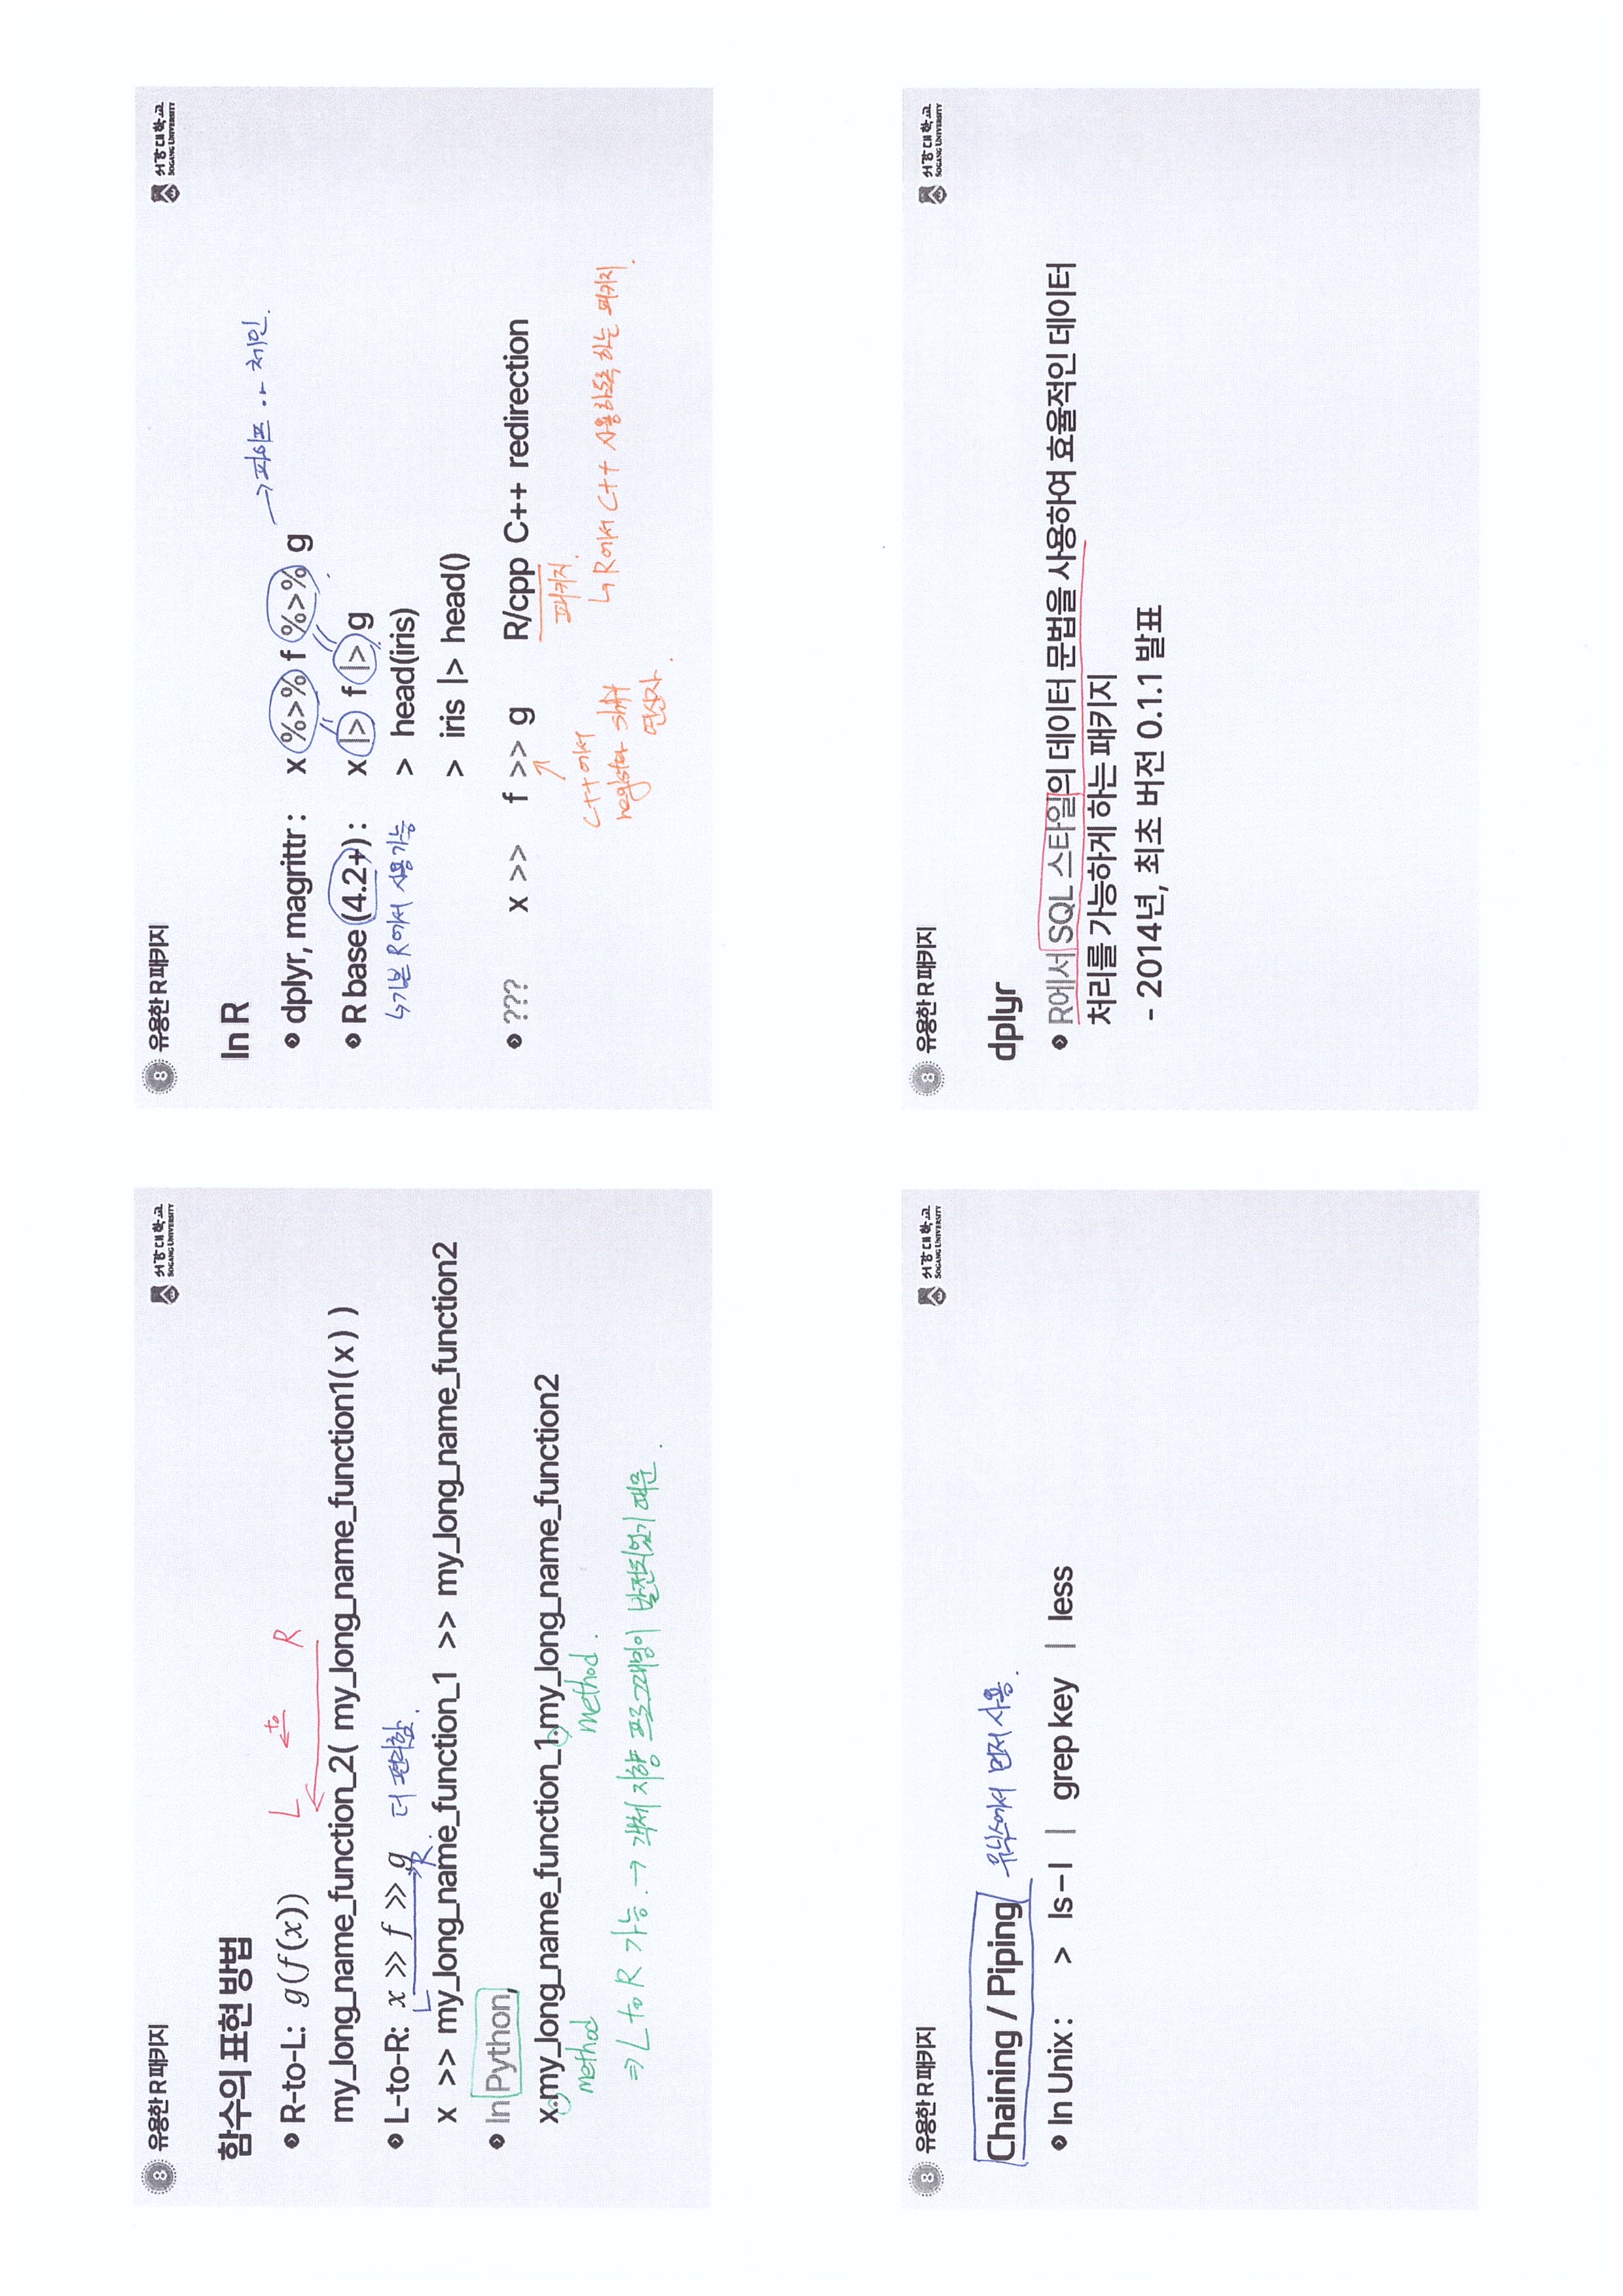 8 유용한 R 패키지
서강대학교
SOGANG UNIVERSITY
함수의 표현 방법
R-to-L: g(f(x))
L ← to R
my_long_name_function_2( my_long_name_function1( x ) )
L-to-R: x ≫ f ≫ g 더 편리함.
L R.
x >> my_long_name_function_1 >> my_long_name_function2
In Python,
x.my_long_name_function_1.my_long_name_function2
method method.
⇒ L to R 가능. → 객체 지향 프로그래밍이 발전되었기 때문.
8 유용한 R 패키지
서강대학교
SOGANG UNIVERSITY
In R
→ 파이프 .. 체인.
dplyr, magrittr : x %>% f %>% g
R base (4.2+) : x |> f |> g
↳ 기본 R에서 사용 가능
> head(iris)
> iris |> head()
??? x >> f >> g R/cpp C++ redirection
패키지.
↳ R에서 C++ 사용하도록 하는 패키지.
C++에서
register shift
연산자.
8 유용한 R 패키지
서강대학교
SOGANG UNIVERSITY
Chaining / Piping 유닉스에서 먼저 사용.
In Unix : > ls – l | grep key | less
8 유용한 R 패키지
서강대학교
SOGANG UNIVERSITY
dplyr
R에서 SQL 스타일의 데이터 문법을 사용하여 효율적인 데이터
처리를 가능하게 하는 패키지
- 2014년, 최초 버전 0.1.1 발표